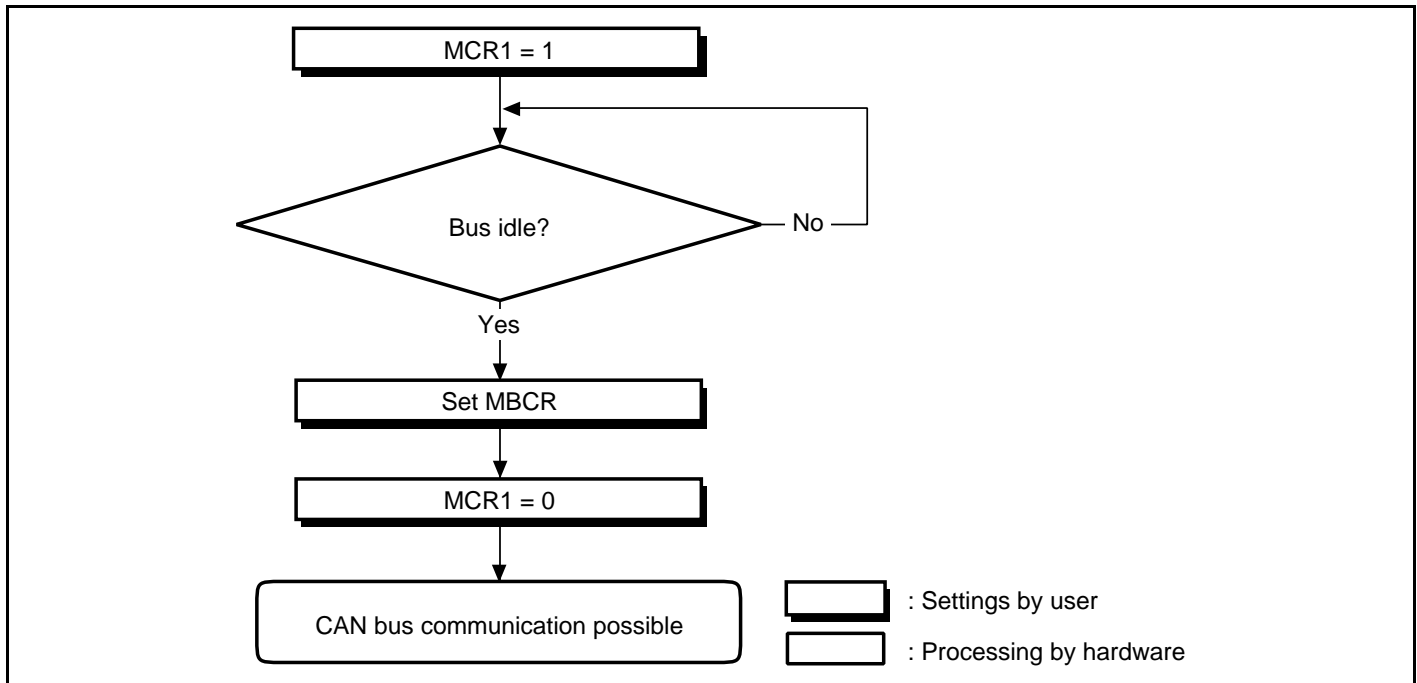 MCR1 = 1
Bus idle?
No
Yes
Set MBCR
MCR1 = 0
CAN bus communication possible
: Settings by user
: Processing by hardware